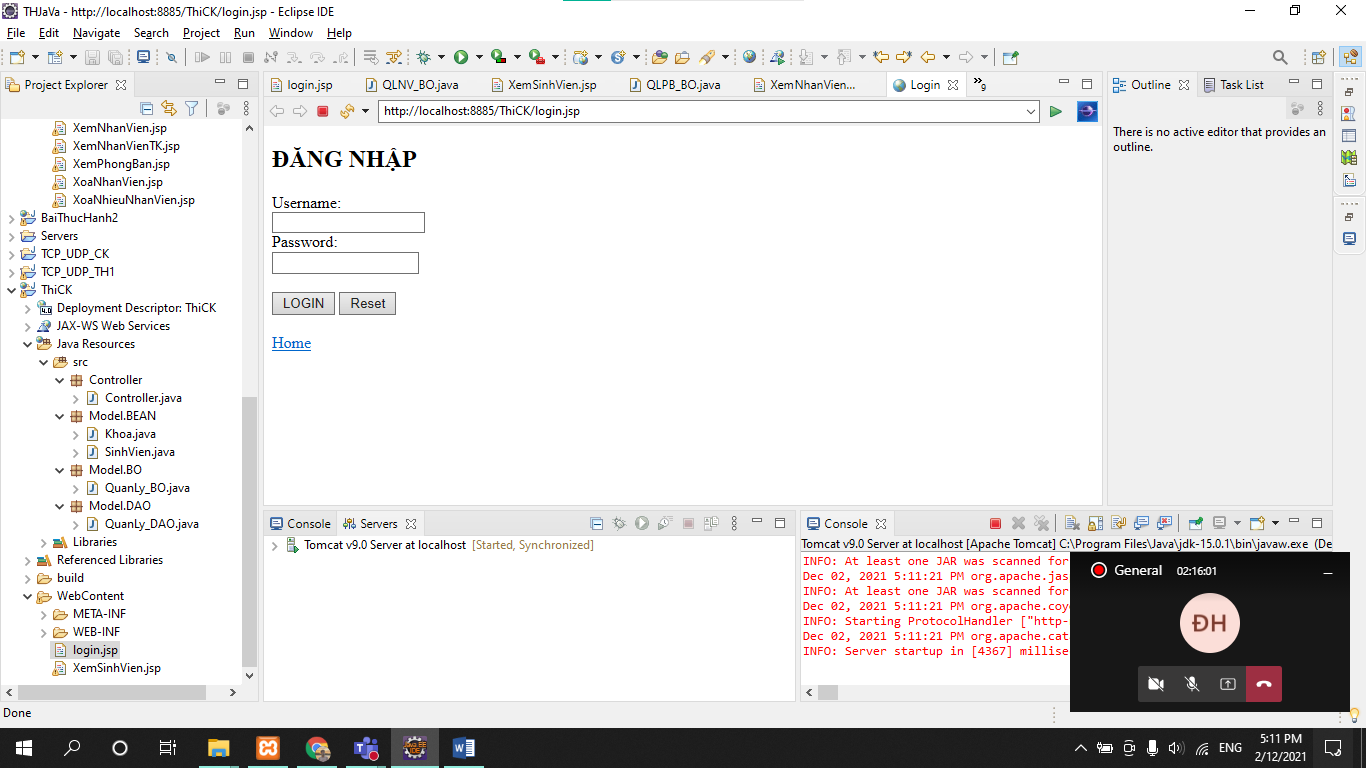 THJaVa - http://localhost:8885/ThiCK/login.jsp - Eclipse IDE
File Edit Navigate Search Project Run Window Help
Project Explorer
XemNhanVien.jsp
XemNhanVienTK.jsp
XemPhongBan.jsp
XoaNhanVien.jsp
XoaNhieuNhanVien.jsp
BaiThucHanh2
Servers
TCP_UDP_CK
TCP_UDP_TH1
ThiCK
4.0 Deployment Descriptor: ThiCK
JAX-WS Web Services
Java Resources
src
Controller
Controller.java
Model.BEAN
Khoa.java
SinhVien.java
Model.BO
QuanLy_BO.java
Model.DAO
QuanLy_DAO.java
Libraries
Referenced Libraries
build
WebContent
META-INF
WEB-INF
login.jsp
XemSinhVien.jsp
login.jsp QLNV_BO.java XemSinhVien.jsp QLPB_BO.java XemNhanVien... Login »9
http://localhost:8885/ThiCK/login.jsp
ĐĂNG NHẬP
Username:
Password:
LOGIN Reset
Home
Outline Task List
There is no active editor that provides an
outline.
Console Servers
Tomcat v9.0 Server at localhost [Started, Synchronized]
Console
Tomcat v9.0 Server at localhost [Apache Tomcat] C:\Program Files\Java\jdk-15.0.1\bin\javaw.exe (De
INFO: At least one JAR was scanned for
Dec 02, 2021 5:11:21 PM org.apache.jas
INFO: At least one JAR was scanned for
Dec 02, 2021 5:11:21 PM org.apache.coy
INFO: Starting ProtocolHandler ["http-
Dec 02, 2021 5:11:21 PM org.apache.cat
INFO: Server startup in [4367] millise
General 02:16:01
ĐH
Done
ENG
5:11 PM
2/12/2021